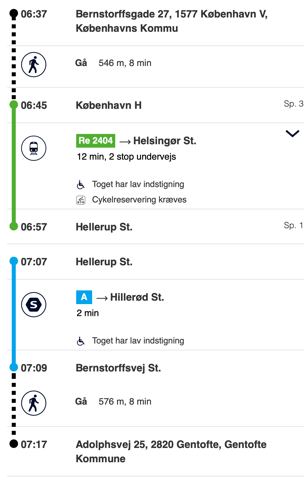 06:37 Bernstorffsgade 27, 1577 København V,
Københavns Kommu
Gå 546 m, 8 min
06:45 København H Sp. 3
Re 2404 → Helsingør St.
12 min, 2 stop undervejs
Toget har lav indstigning
Cykelreservering kræves
06:57 Hellerup St. Sp. 1
07:07 Hellerup St.
S A → Hillerød St.
2 min
Toget har lav indstigning
07:09 Bernstorffsvej St.
Gå 576 m, 8 min
07:17 Adolphsvej 25, 2820 Gentofte, Gentofte
Kommune